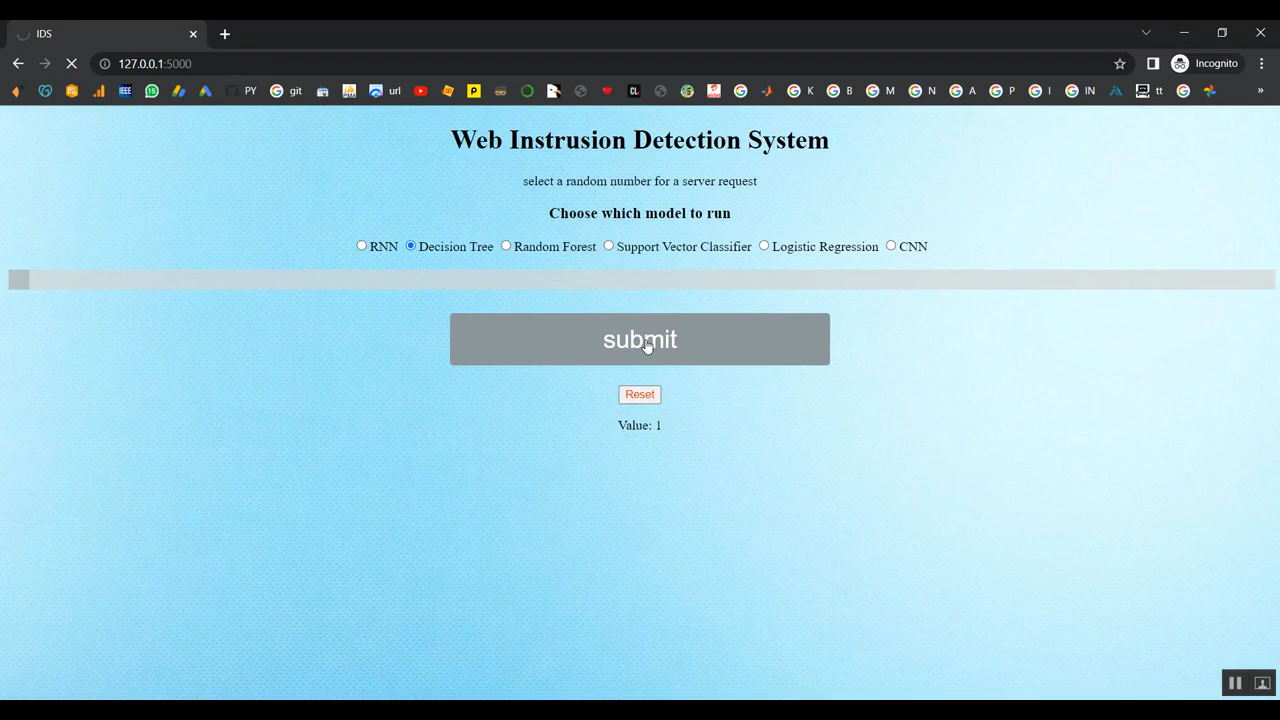 IDS
127.0.0.1:5000
Incognito
PY git url K B M N A P I IN tt »
Web Instrusion Detection System
select a random number for a server request
Choose which model to run
RNN Decision Tree Random Forest Support Vector Classifier Logistic Regression CNN
submit
Reset
Value: 1